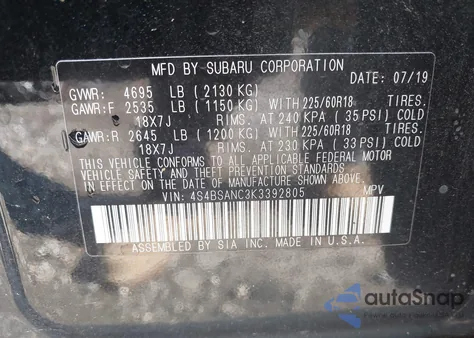 MFD BY SUBARU CORPORATION
DATE: 07/19
GVWR: 4695 LB (2130 KG)
GAWR:F 2535 LB (1150 KG) WITH 225/60R18 TIRES.
18X7J RIMS. AT 240 KPA (35 PSI) COLD
GAWR:R 2645 LB (1200 KG) WITH 225/60R18 TIRES.
18X7J RIMS. AT 230 KPA (33 PSI) COLD
THIS VEHICLE CONFORMS TO ALL APPLICABLE FEDERAL MOTOR
VEHICLE SAFETY, BUMPER, AND THEFT PREVENTION STANDARDS
IN EFFECT ON THE DATE OF MANUFACTURE SHOWN ABOVE.
VIN: 4S4BSANC3K3392805 MPV
ASSEMBLED BY SIA INC. MADE IN U.S.A.
autoSnap